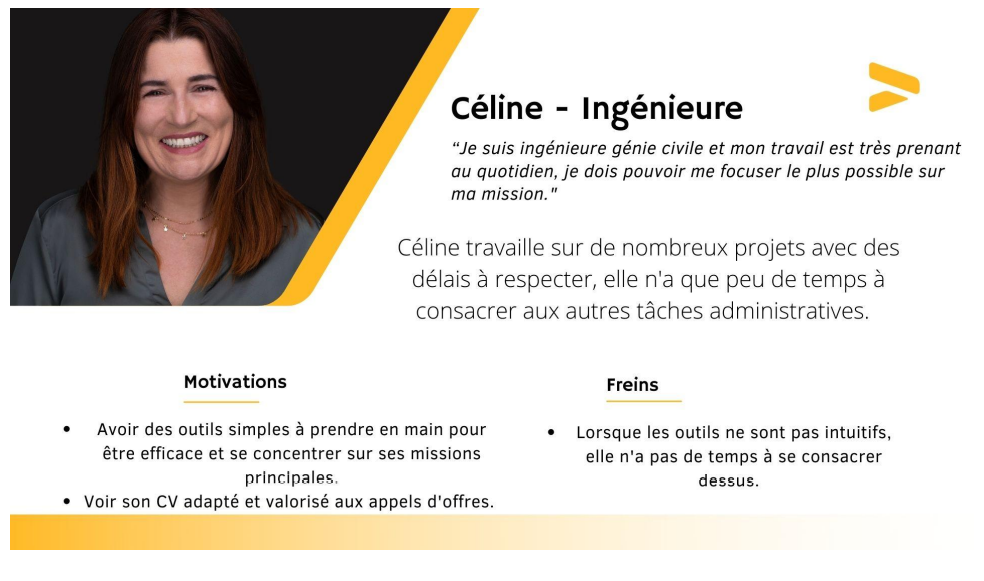 Céline - Ingénieure
“Je suis ingénieure génie civile et mon travail est très prenant
au quotidien, je dois pouvoir me focuser le plus possible sur
ma mission."
Céline travaille sur de nombreux projets avec des
délais à respecter, elle n'a que peu de temps à
consacrer aux autres tâches administratives.
Motivations
• Avoir des outils simples à prendre en main pour
être efficace et se concentrer sur ses missions
principales.
• Voir son CV adapté et valorisé aux appels d'offres.
Freins
• Lorsque les outils ne sont pas intuitifs,
elle n'a pas de temps à se consacrer
dessus.